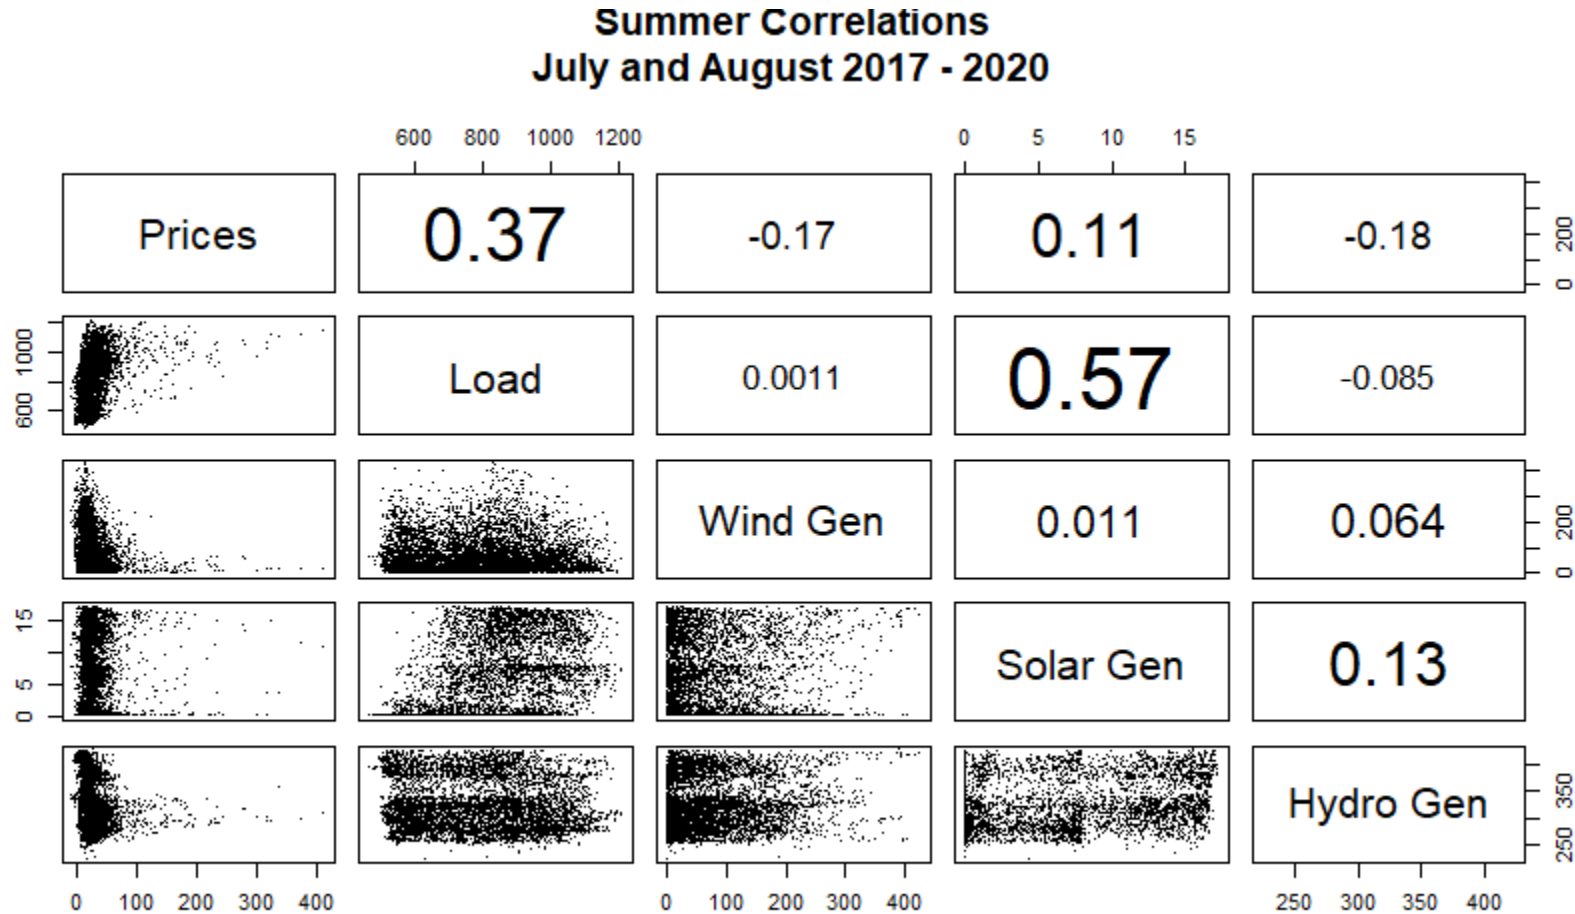 Summer Correlations
July and August 2017 - 2020
600 800 1000 1200 0 5 10 15
Prices 0.37 -0.17 0.11 -0.18 0 200
600 1000 Load 0.0011 0.57 -0.085
Wind Gen 0.011 0.064 0 200
0 5 15 Solar Gen 0.13
Hydro Gen 250 350
0 100 200 300 400 0 100 200 300 400 250 300 350 400